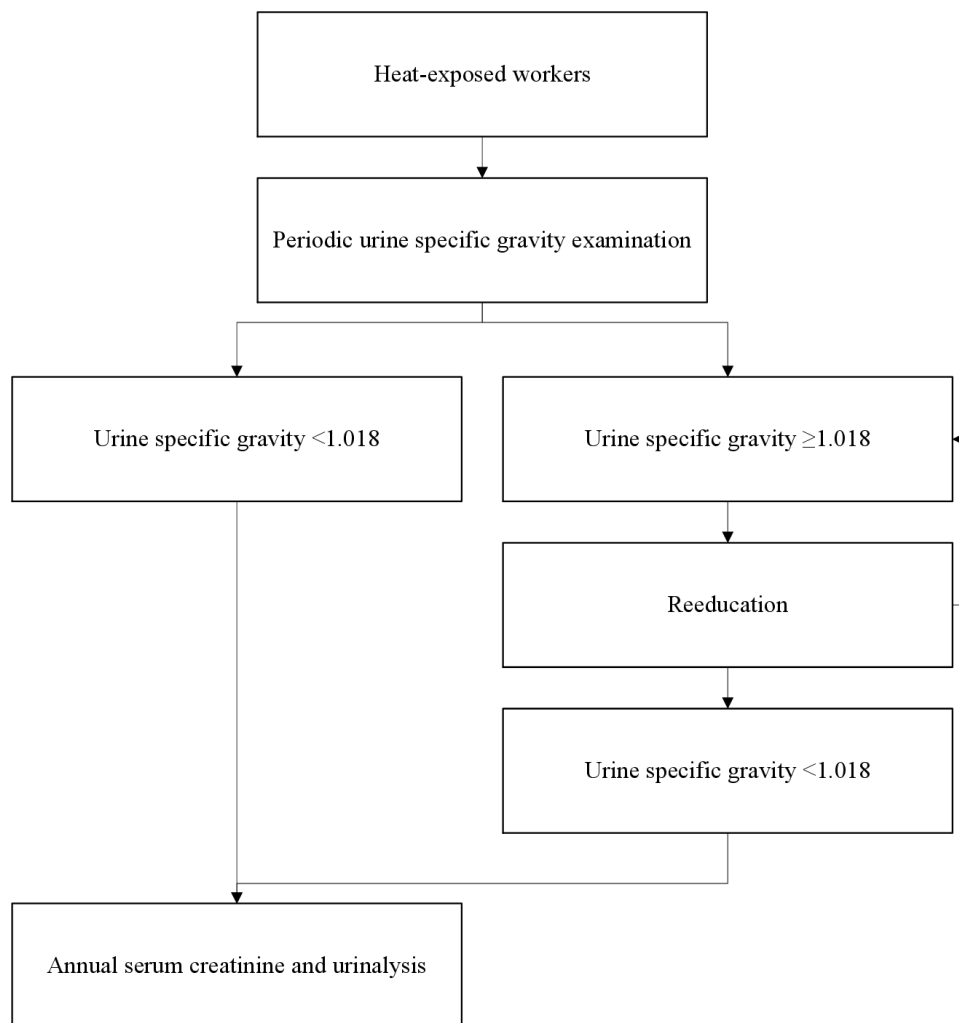 Heat-exposed workers
Periodic urine specific gravity examination
Urine specific gravity <1.018
Urine specific gravity ≥1.018
Reeducation
Urine specific gravity <1.018
Annual serum creatinine and urinalysis